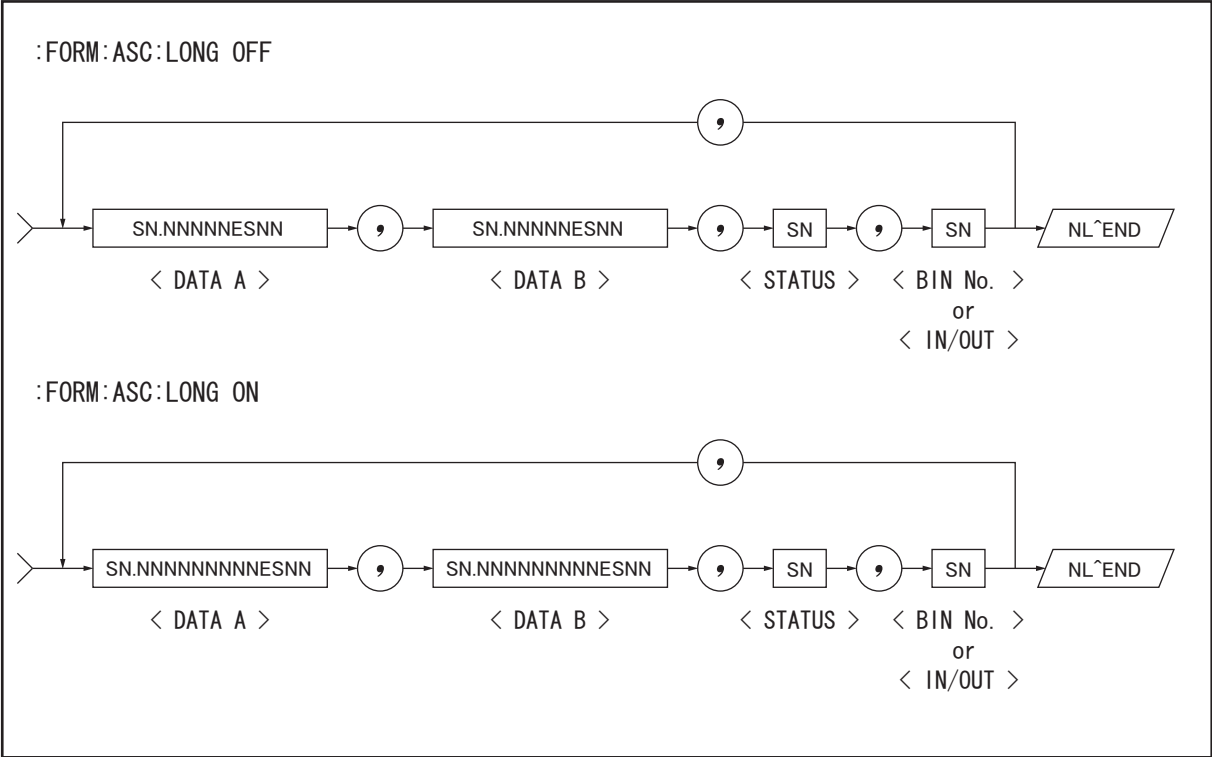 :FORM:ASC:LONG OFF
,
SN.NNNNNESNN , SN.NNNNNESNN , SN , SN NL^END
< DATA A > < DATA B > < STATUS > < BIN No. >
or
< IN/OUT >
:FORM:ASC:LONG ON
,
SN.NNNNNNNNNESNN , SN.NNNNNNNNNESNN , SN , SN NL^END
< DATA A > < DATA B > < STATUS > < BIN No. >
or
< IN/OUT >